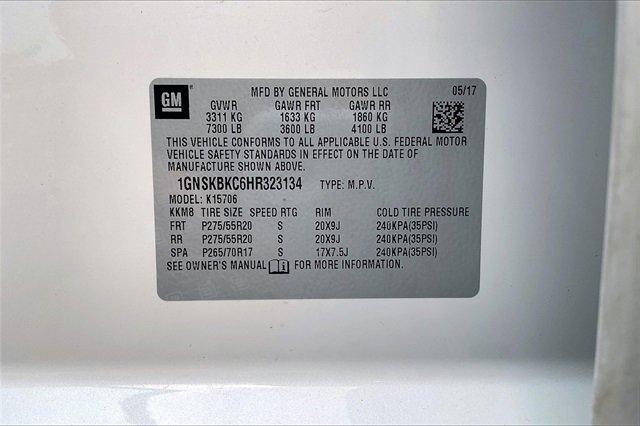 GM
MFD BY GENERAL MOTORS LLC 05/17
GVWR GAWR FRT GAWR RR
3311 KG 1633 KG 1860 KG
7300 LB 3600 LB 4100 LB
THIS VEHICLE CONFORMS TO ALL APPLICABLE U.S. FEDERAL MOTOR
VEHICLE SAFETY STANDARDS IN EFFECT ON THE DATE OF
MANUFACTURE SHOWN ABOVE.
1GNSKBKC6HR323134 TYPE: M.P.V.
MODEL: K15706
KKM8 TIRE SIZE SPEED RTG RIM COLD TIRE PRESSURE
FRT P275/55R20 S 20X9J 240KPA(35PSI)
RR P275/55R20 S 20X9J 240KPA(35PSI)
SPA P265/70R17 S 17X7.5J 240KPA(35PSI)
SEE OWNER'S MANUAL FOR MORE INFORMATION.